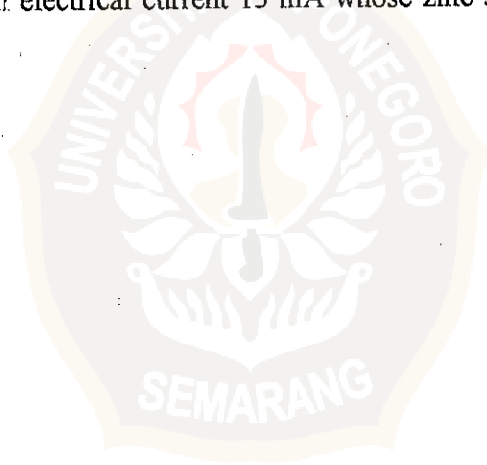 electrical current 15 mA whose zinc
UNIVERSITAS DIPONEGORO
SEMARANG